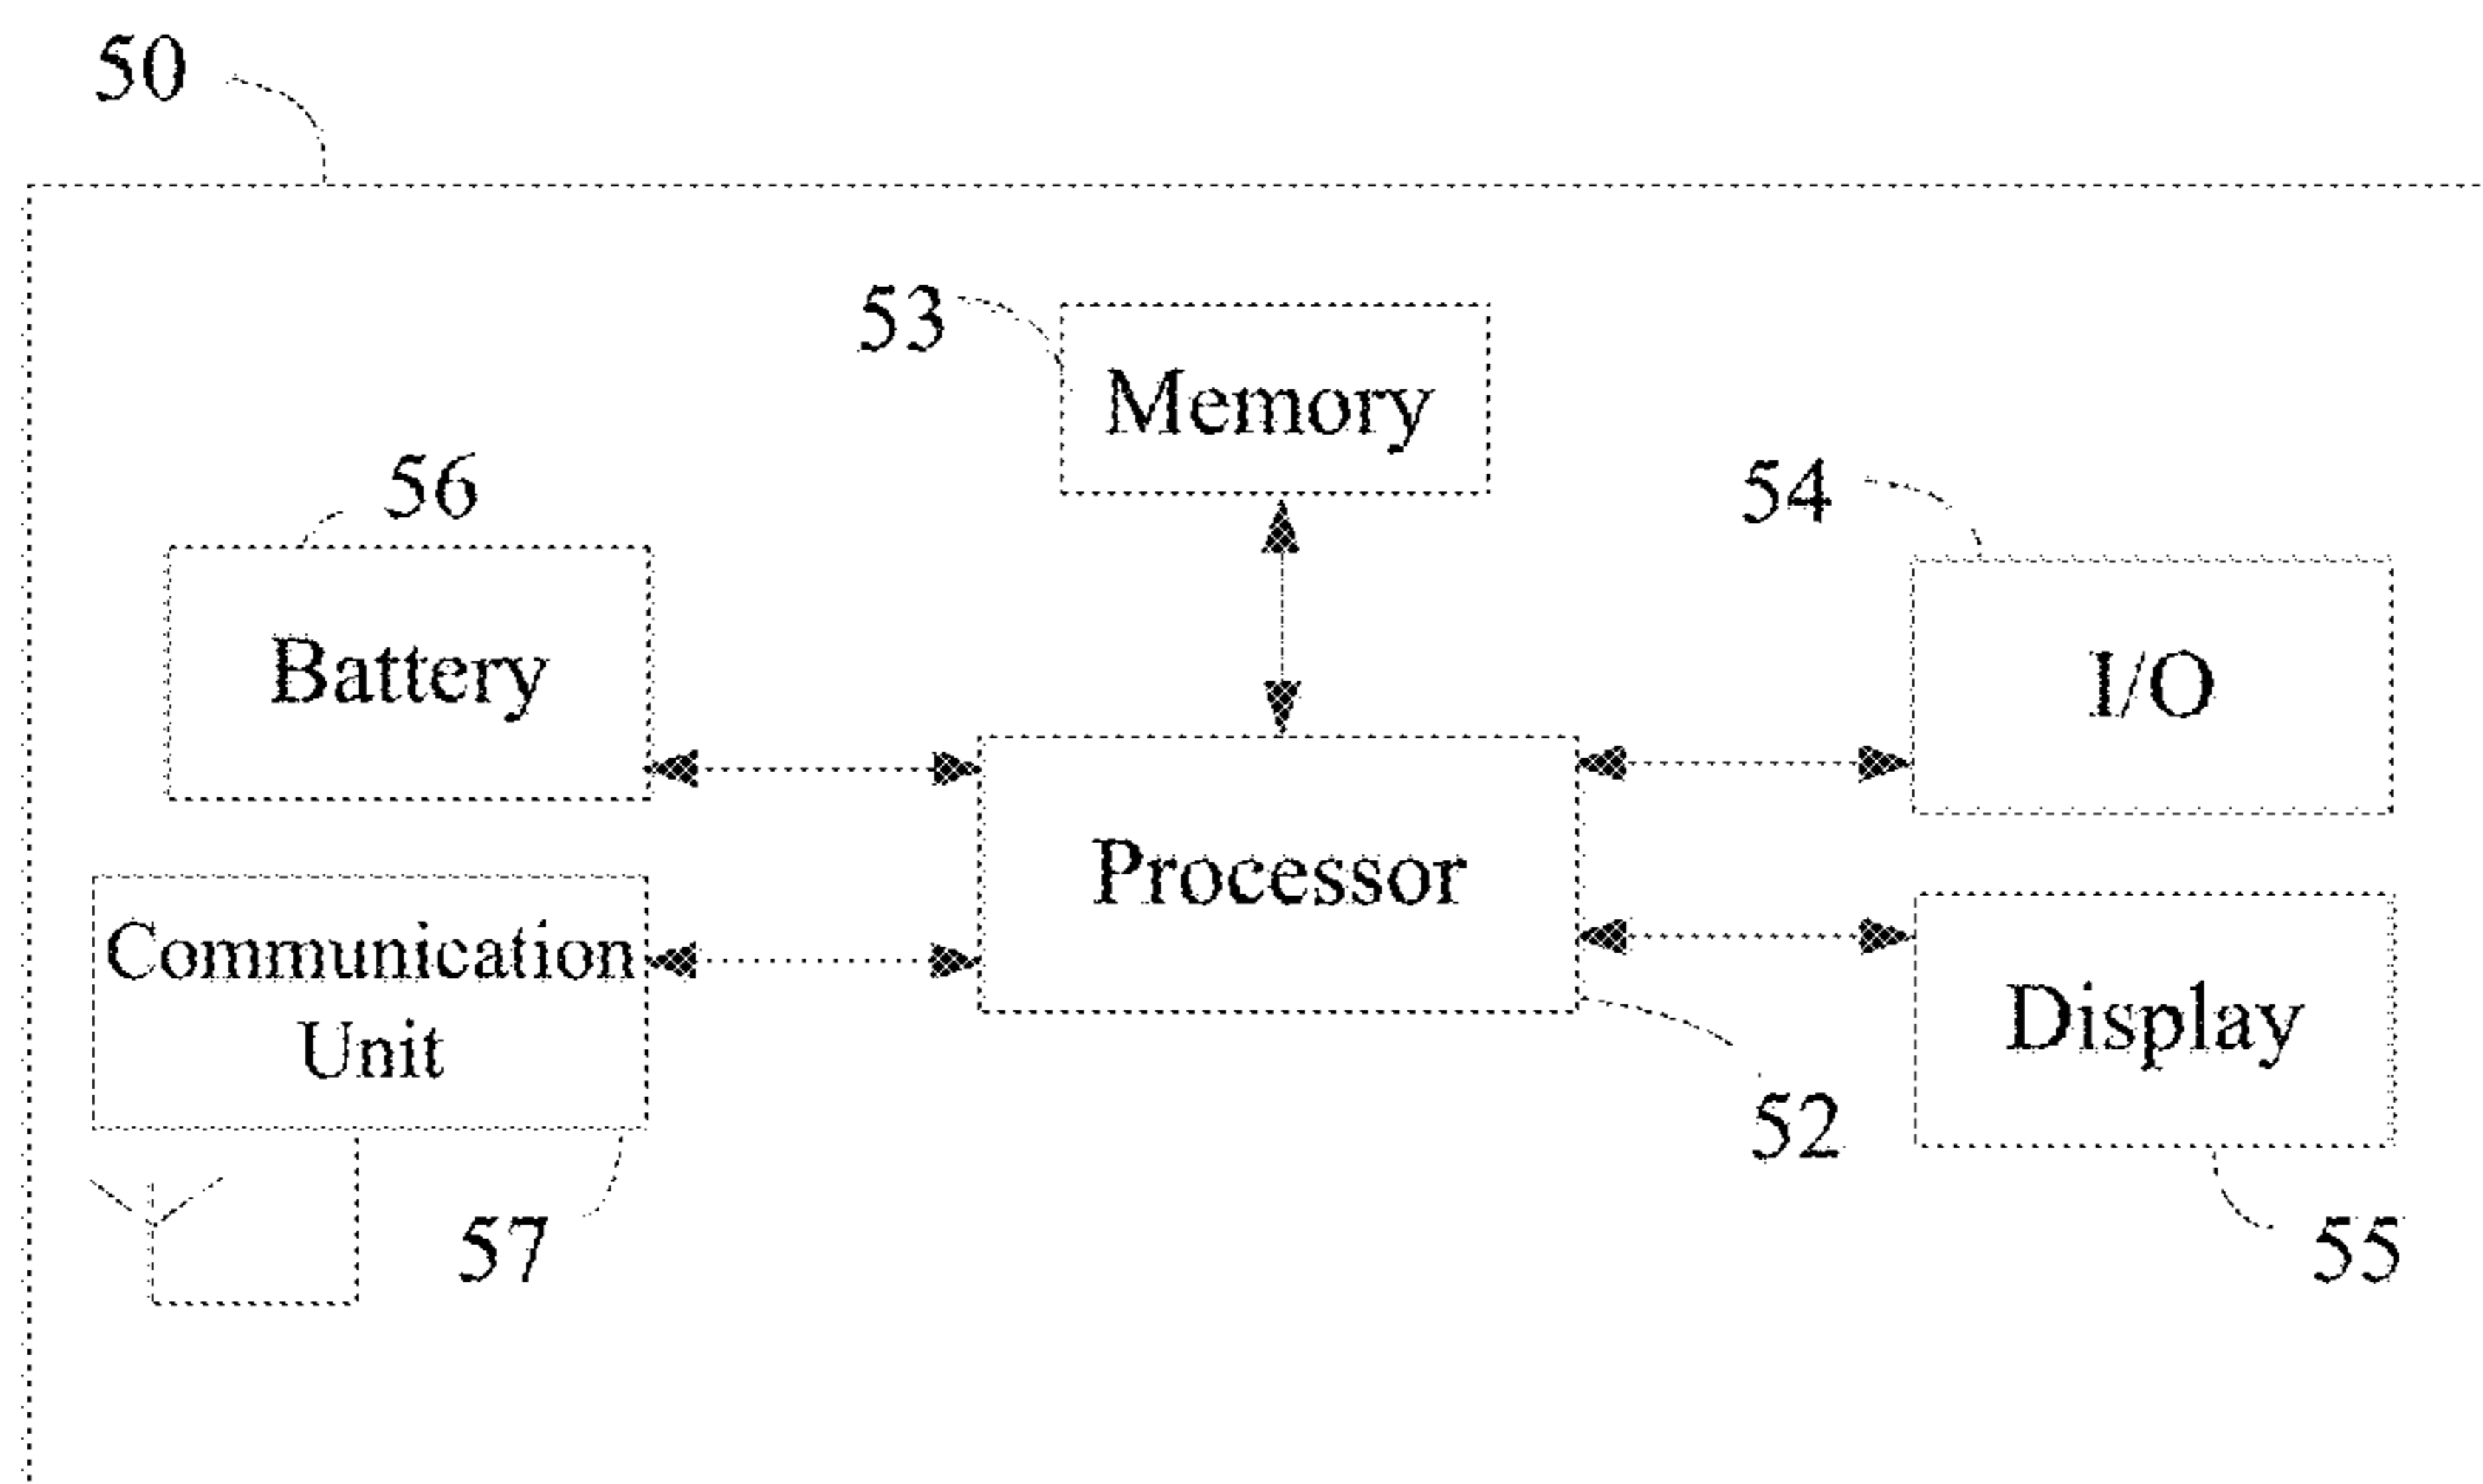 50
53
Memory
56
54
Battery
I/O
Processor
Communication
Unit
Display
52
57
55